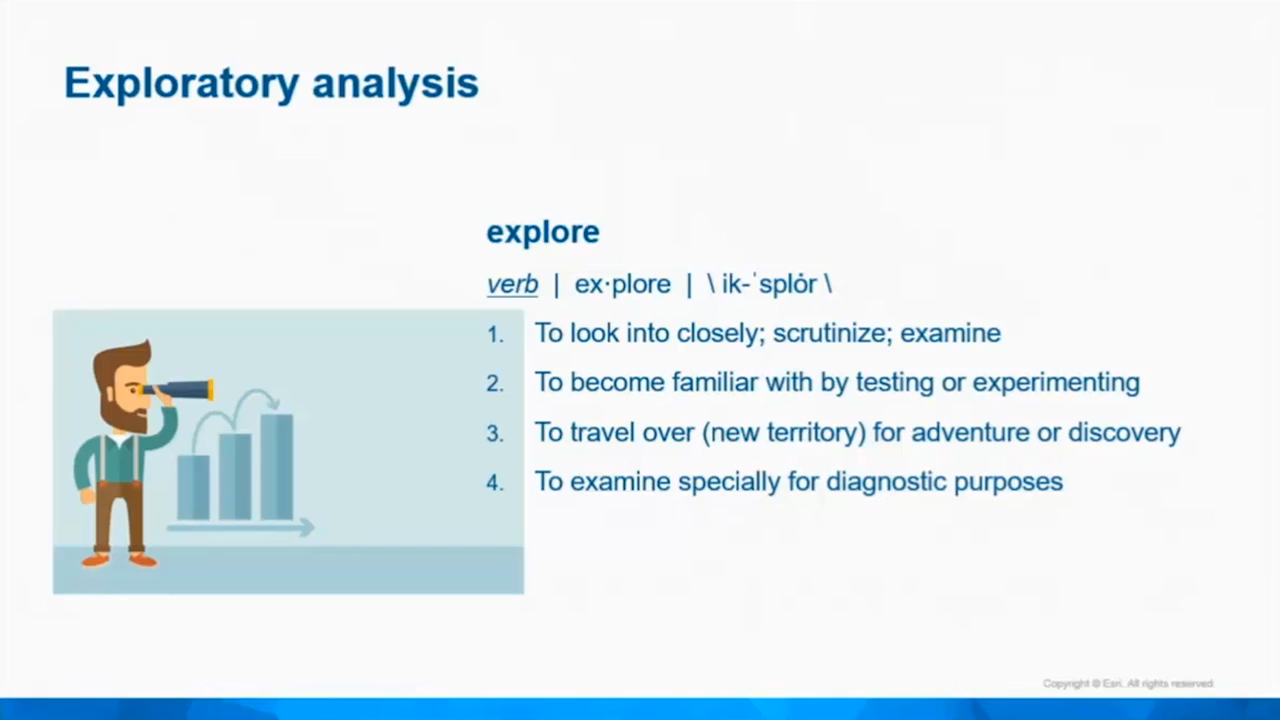 Exploratory analysis
explore
verb | ex·plore | \ ik-ˈsplȯr \
1. To look into closely; scrutinize; examine
2. To become familiar with by testing or experimenting
3. To travel over (new territory) for adventure or discovery
4. To examine specially for diagnostic purposes
Copyright © Esri. All rights reserved.